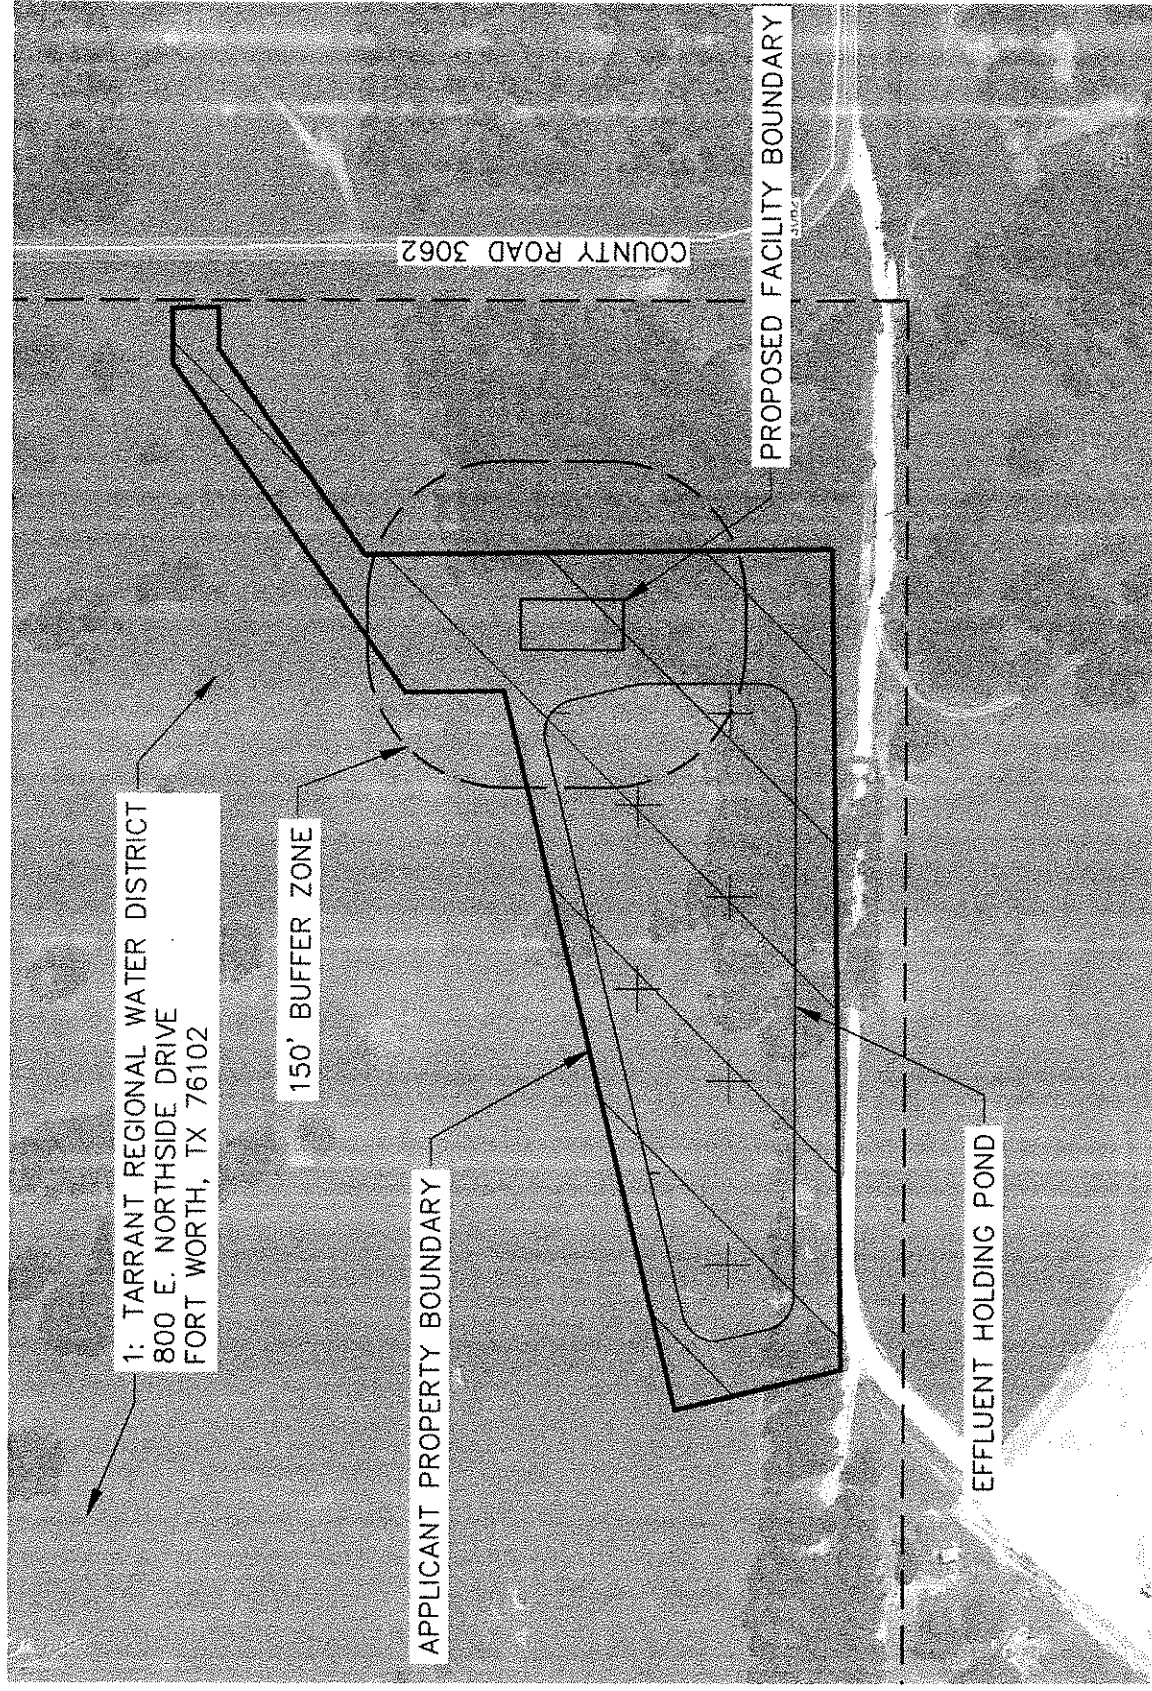 1: TARRANT REGIONAL WATER DISTRICT
800 E. NORTHSIDE DRIVE
FORT WORTH, TX 76102
150' BUFFER ZONE
APPLICANT PROPERTY BOUNDARY
COUNTY ROAD 3062
PROPOSED FACILITY BOUNDARY
EFFLUENT HOLDING POND